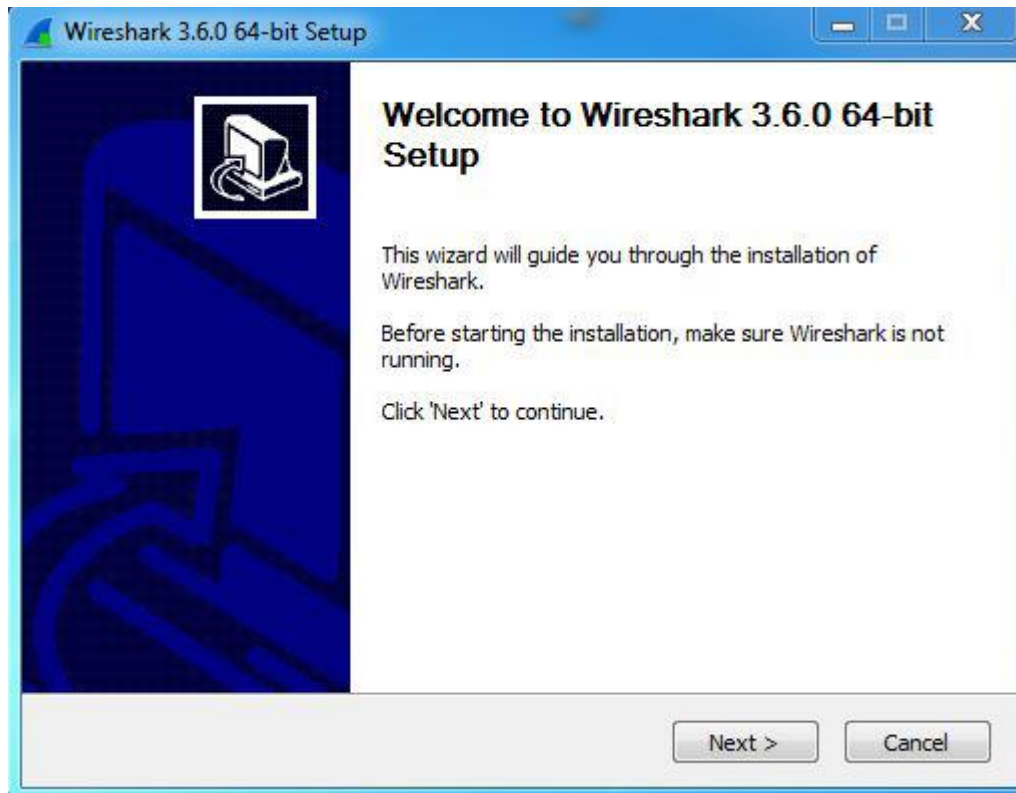 Wireshark 3.6.0 64-bit Setup
Welcome to Wireshark 3.6.0 64-bit
Setup
This wizard will guide you through the installation of
Wireshark.
Before starting the installation, make sure Wireshark is not
running.
Click 'Next' to continue.
Next >
Cancel